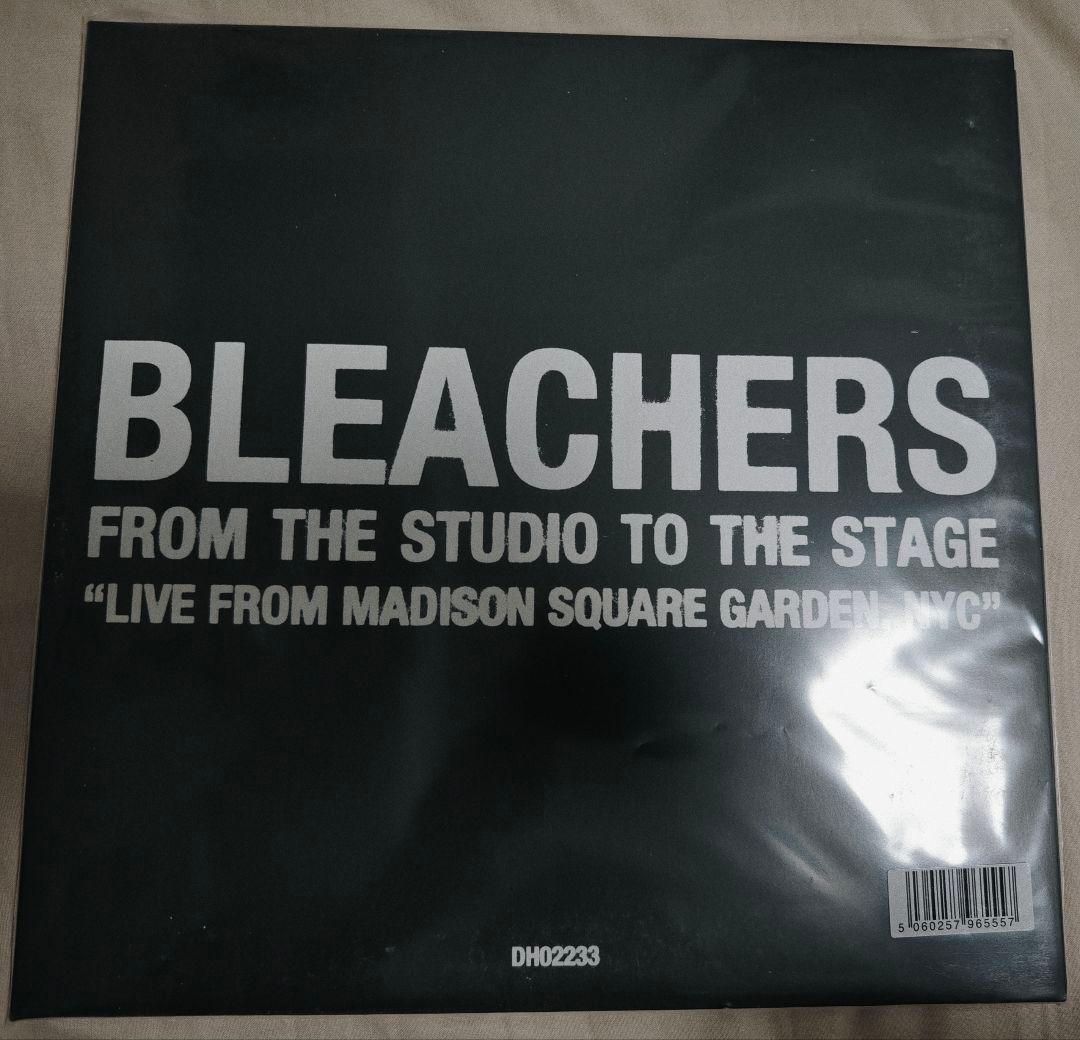 BLEACHERS
FROM THE STUDIO TO THE STAGE
“LIVE FROM MADISON SQUARE GARDEN, NYC”
5 060257 965557
DH02233